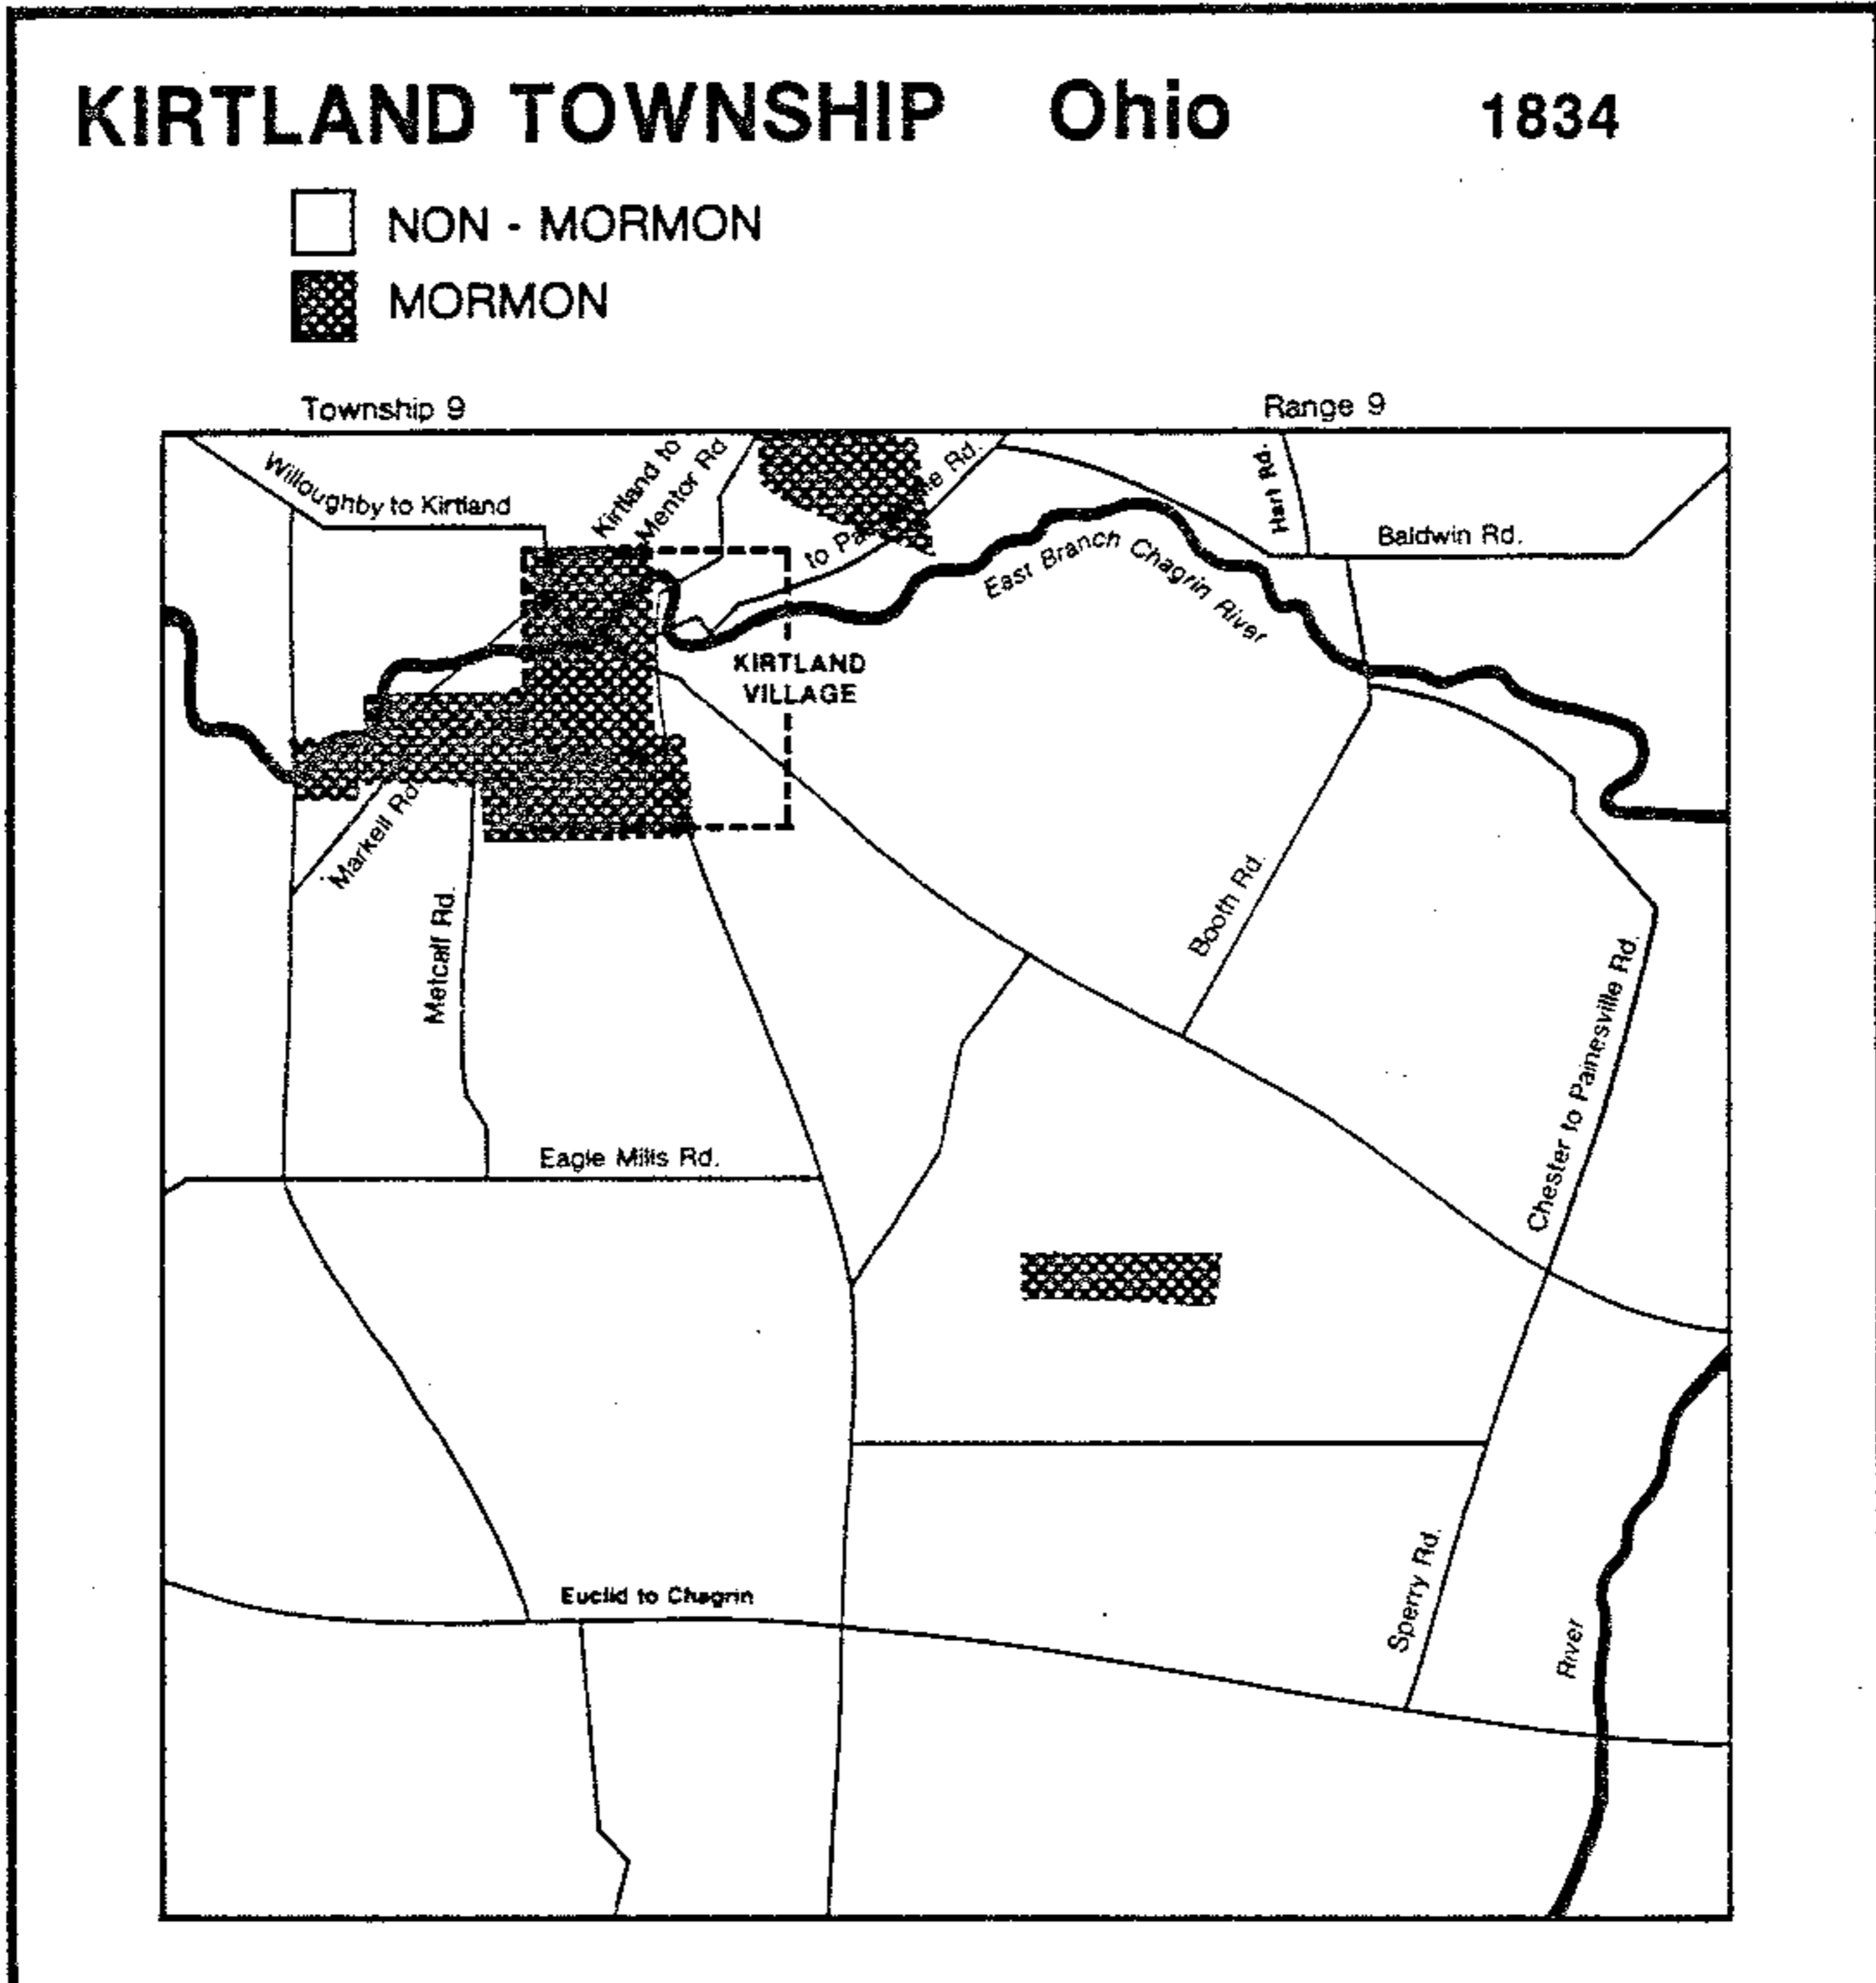 KIRTLAND TOWNSHIP Ohio 1834
NON - MORMON
MORMON
Township 9
Range 9
Willoughby to Kirtland
Kirtland to
Mentor Rd
to Pa
ne Rd.
Hart Rd.
Baldwin Rd.
East Branch Chagrin River
KIRTLAND
VILLAGE
Markell Rd.
Metcalf Rd.
Booth Rd.
Chester to Painesville Rd.
Eagle Mills Rd.
Euclid to Chagrin
Sperry Rd.
River